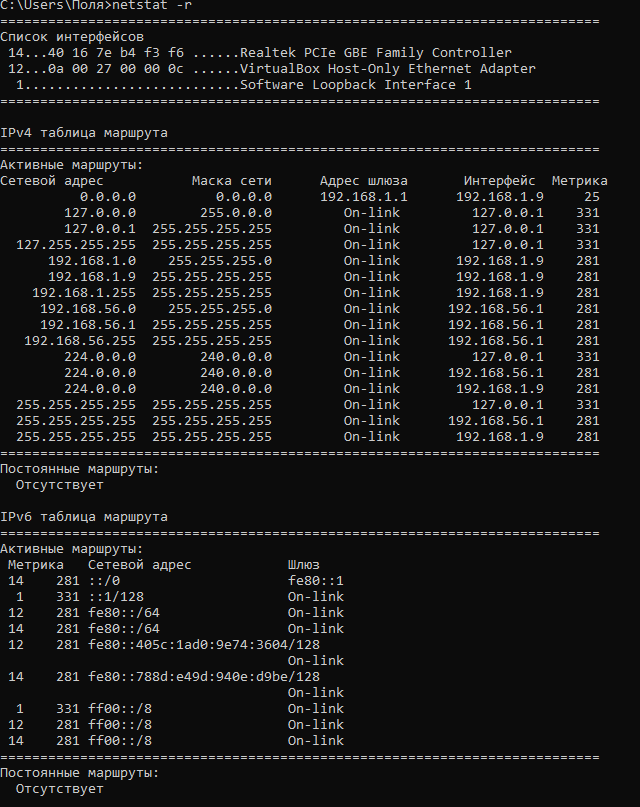 C:\Users\Поля>netstat -r
===========================================================================
Список интерфейсов
 14...40 16 7e b4 f3 f6 ......Realtek PCIe GBE Family Controller
 12...0a 00 27 00 00 0c ......VirtualBox Host-Only Ethernet Adapter
  1...........................Software Loopback Interface 1
===========================================================================

IPv4 таблица маршрута
===========================================================================
Активные маршруты:
Сетевой адрес           Маска сети      Адрес шлюза       Интерфейс  Метрика
          0.0.0.0          0.0.0.0      192.168.1.1      192.168.1.9     25
        127.0.0.0        255.0.0.0         On-link         127.0.0.1    331
        127.0.0.1  255.255.255.255         On-link         127.0.0.1    331
  127.255.255.255  255.255.255.255         On-link         127.0.0.1    331
      192.168.1.0    255.255.255.0         On-link       192.168.1.9    281
      192.168.1.9  255.255.255.255         On-link       192.168.1.9    281
    192.168.1.255  255.255.255.255         On-link       192.168.1.9    281
     192.168.56.0    255.255.255.0         On-link      192.168.56.1    281
     192.168.56.1  255.255.255.255         On-link      192.168.56.1    281
   192.168.56.255  255.255.255.255         On-link      192.168.56.1    281
        224.0.0.0        240.0.0.0         On-link         127.0.0.1    331
        224.0.0.0        240.0.0.0         On-link      192.168.56.1    281
        224.0.0.0        240.0.0.0         On-link       192.168.1.9    281
  255.255.255.255  255.255.255.255         On-link         127.0.0.1    331
  255.255.255.255  255.255.255.255         On-link      192.168.56.1    281
  255.255.255.255  255.255.255.255         On-link       192.168.1.9    281
===========================================================================
Постоянные маршруты:
  Отсутствует

IPv6 таблица маршрута
===========================================================================
Активные маршруты:
 Метрика   Сетевой адрес            Шлюз
 14    281 ::/0                     fe80::1
  1    331 ::1/128                  On-link
 12    281 fe80::/64                On-link
 14    281 fe80::/64                On-link
 12    281 fe80::405c:1ad0:9e74:3604/128
                                    On-link
 14    281 fe80::788d:e49d:940e:d9be/128
                                    On-link
  1    331 ff00::/8                 On-link
 12    281 ff00::/8                 On-link
 14    281 ff00::/8                 On-link
===========================================================================
Постоянные маршруты:
  Отсутствует